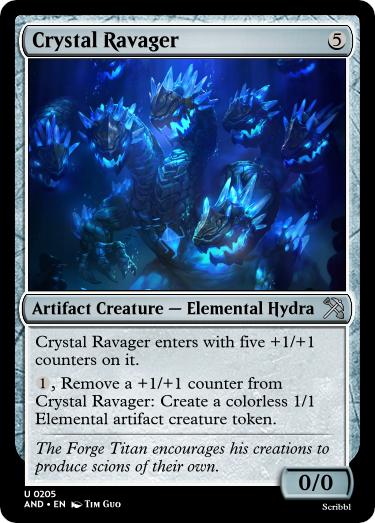 Crystal Ravager 5
Artifact Creature — Elemental Hydra
Crystal Ravager enters with five +1/+1
counters on it.
1, Remove a +1/+1 counter from
Crystal Ravager: Create a colorless 1/1
Elemental artifact creature token.
The Forge Titan encourages his creations to
produce scions of their own.
0/0
U 0205
AND • EN Tim Guo
Scribbl